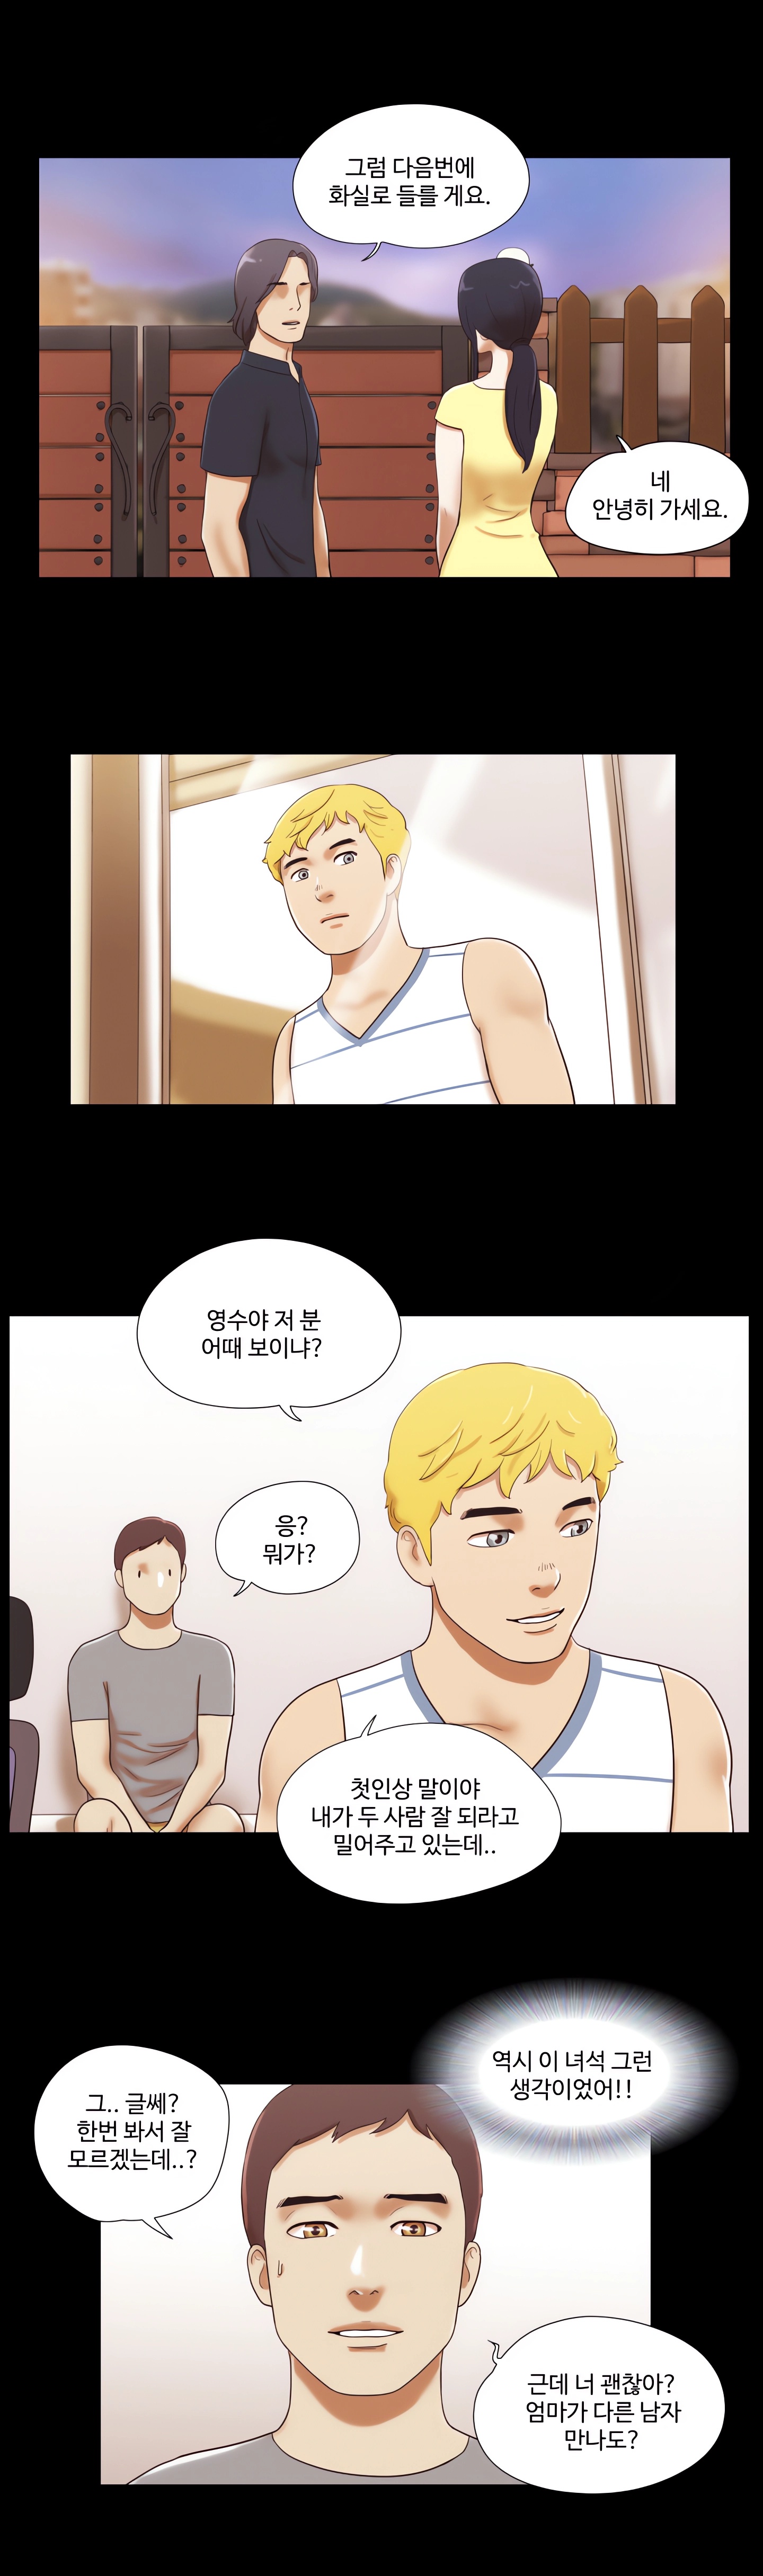 그럼 다음번에
화실로 들를 게요.
네
안녕히 가세요.
영수야 저 분
어때 보이냐?
응?
뭐가?
첫인상 말이야
내가 두 사람 잘 되라고
밀어주고 있는데..
역시 이 녀석 그런
생각이었어!!
그.. 글쎄?
한번 봐서 잘
모르겠는데..?
근데 너 괜찮아?
엄마가 다른 남자
만나도?